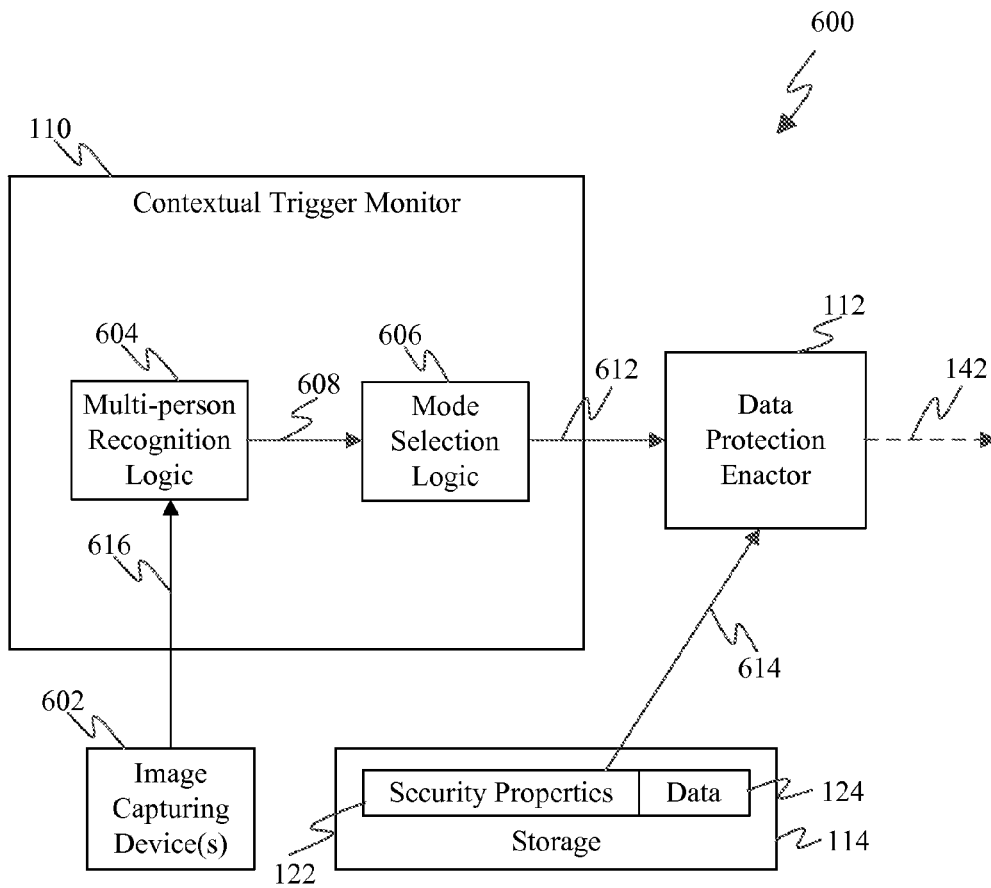 600
110
Contextual Trigger Monitor
604
606
112
608
612
142
Multi-person
Recognition
Logic
Mode
Selection
Logic
Data
Protection
Enactor
616
614
602
Image
Capturing
Device(s)
Security Properties
Data
124
Storage
114
122